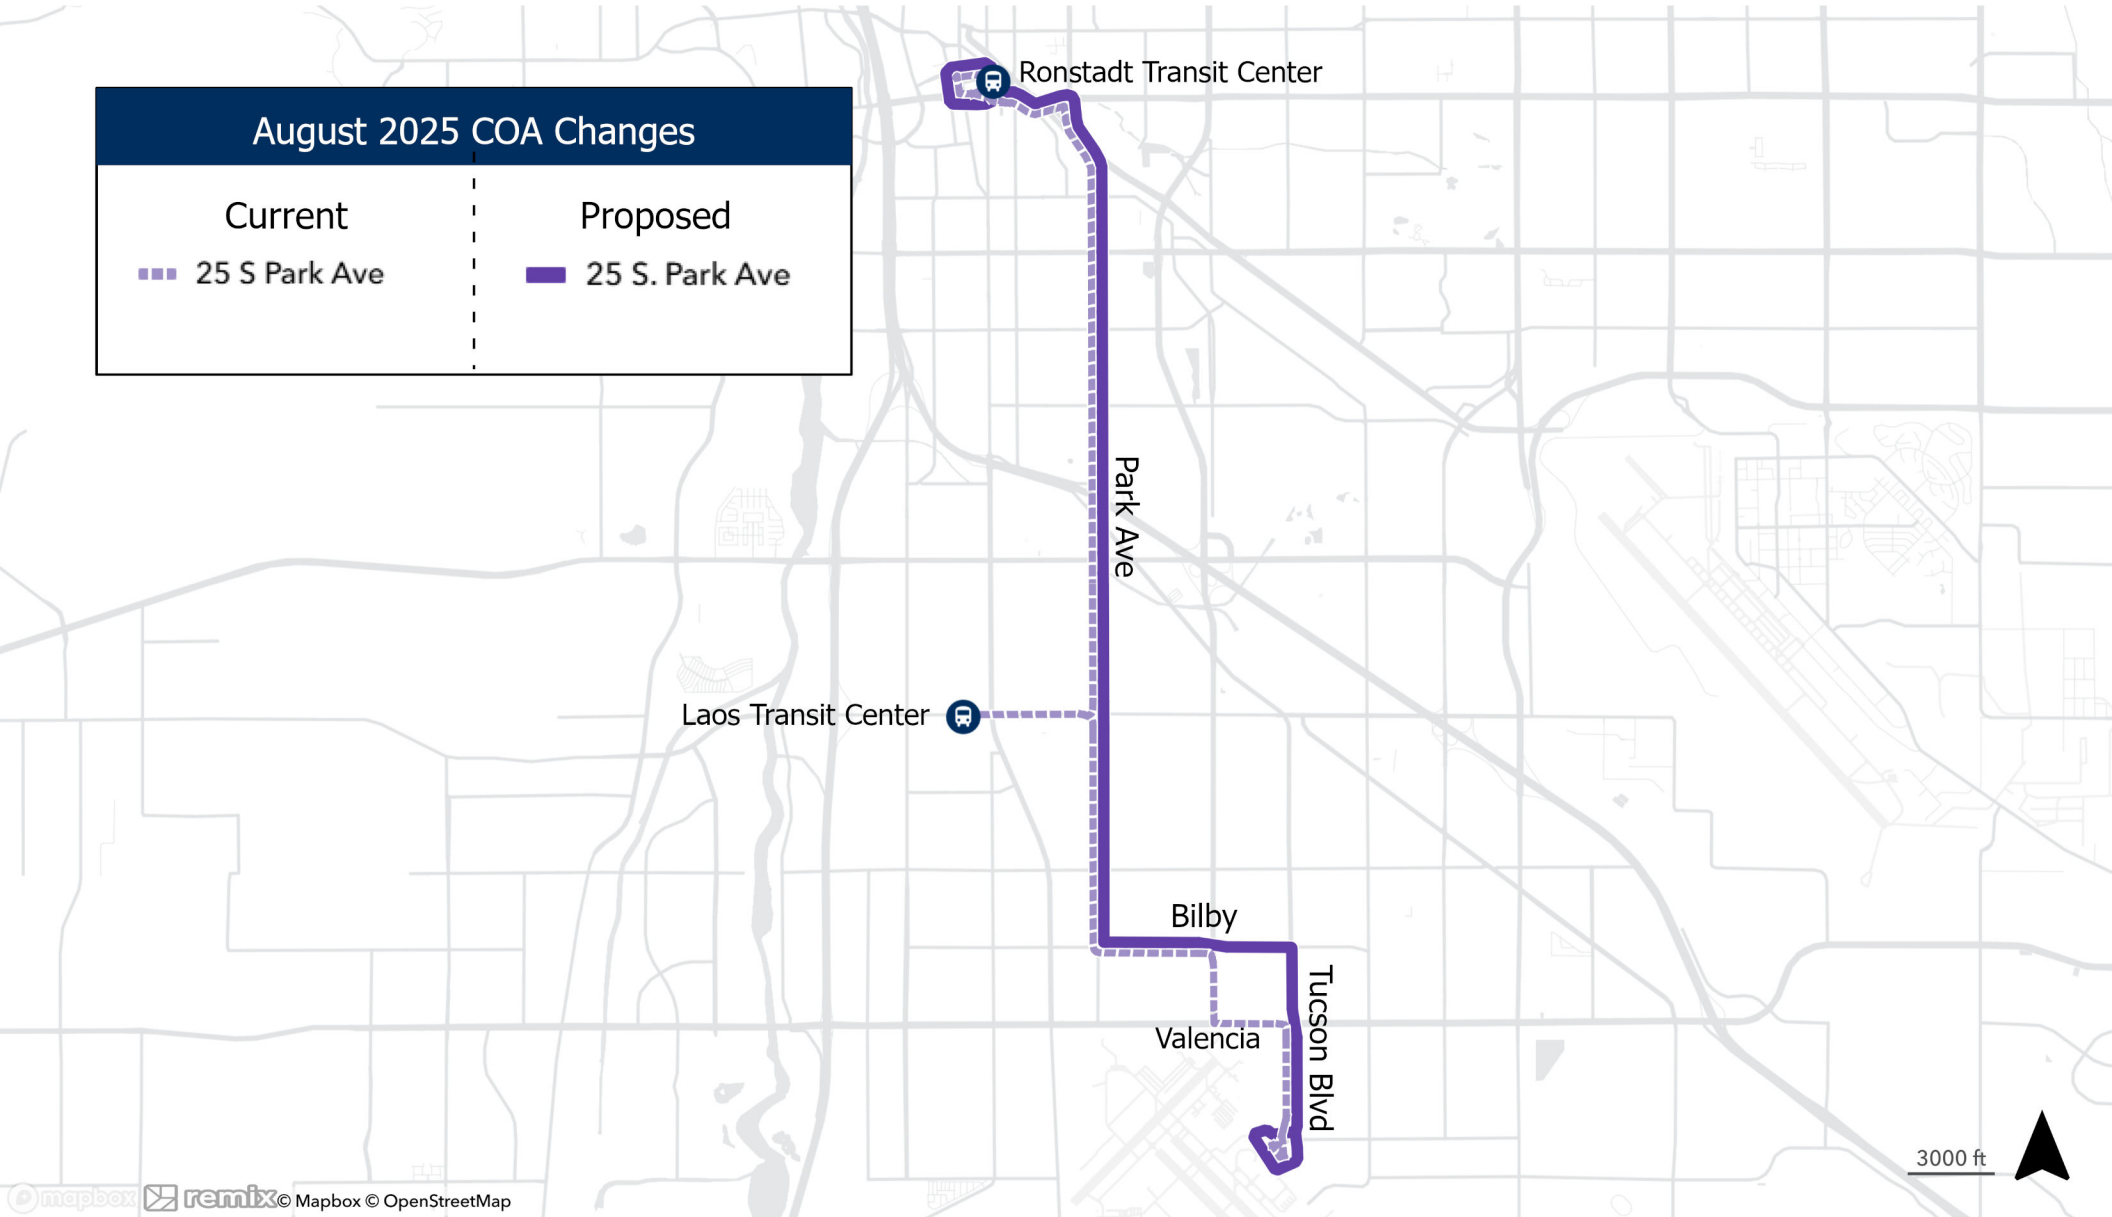 Ronstadt Transit Center
August 2025 COA Changes
Current
Proposed
25 S Park Ave
25 S. Park Ave
Park Ave
Laos Transit Center
Bilby
Tucson Blvd
Valencia
3000 ft
mapbox
remix
© Mapbox © OpenStreetMap